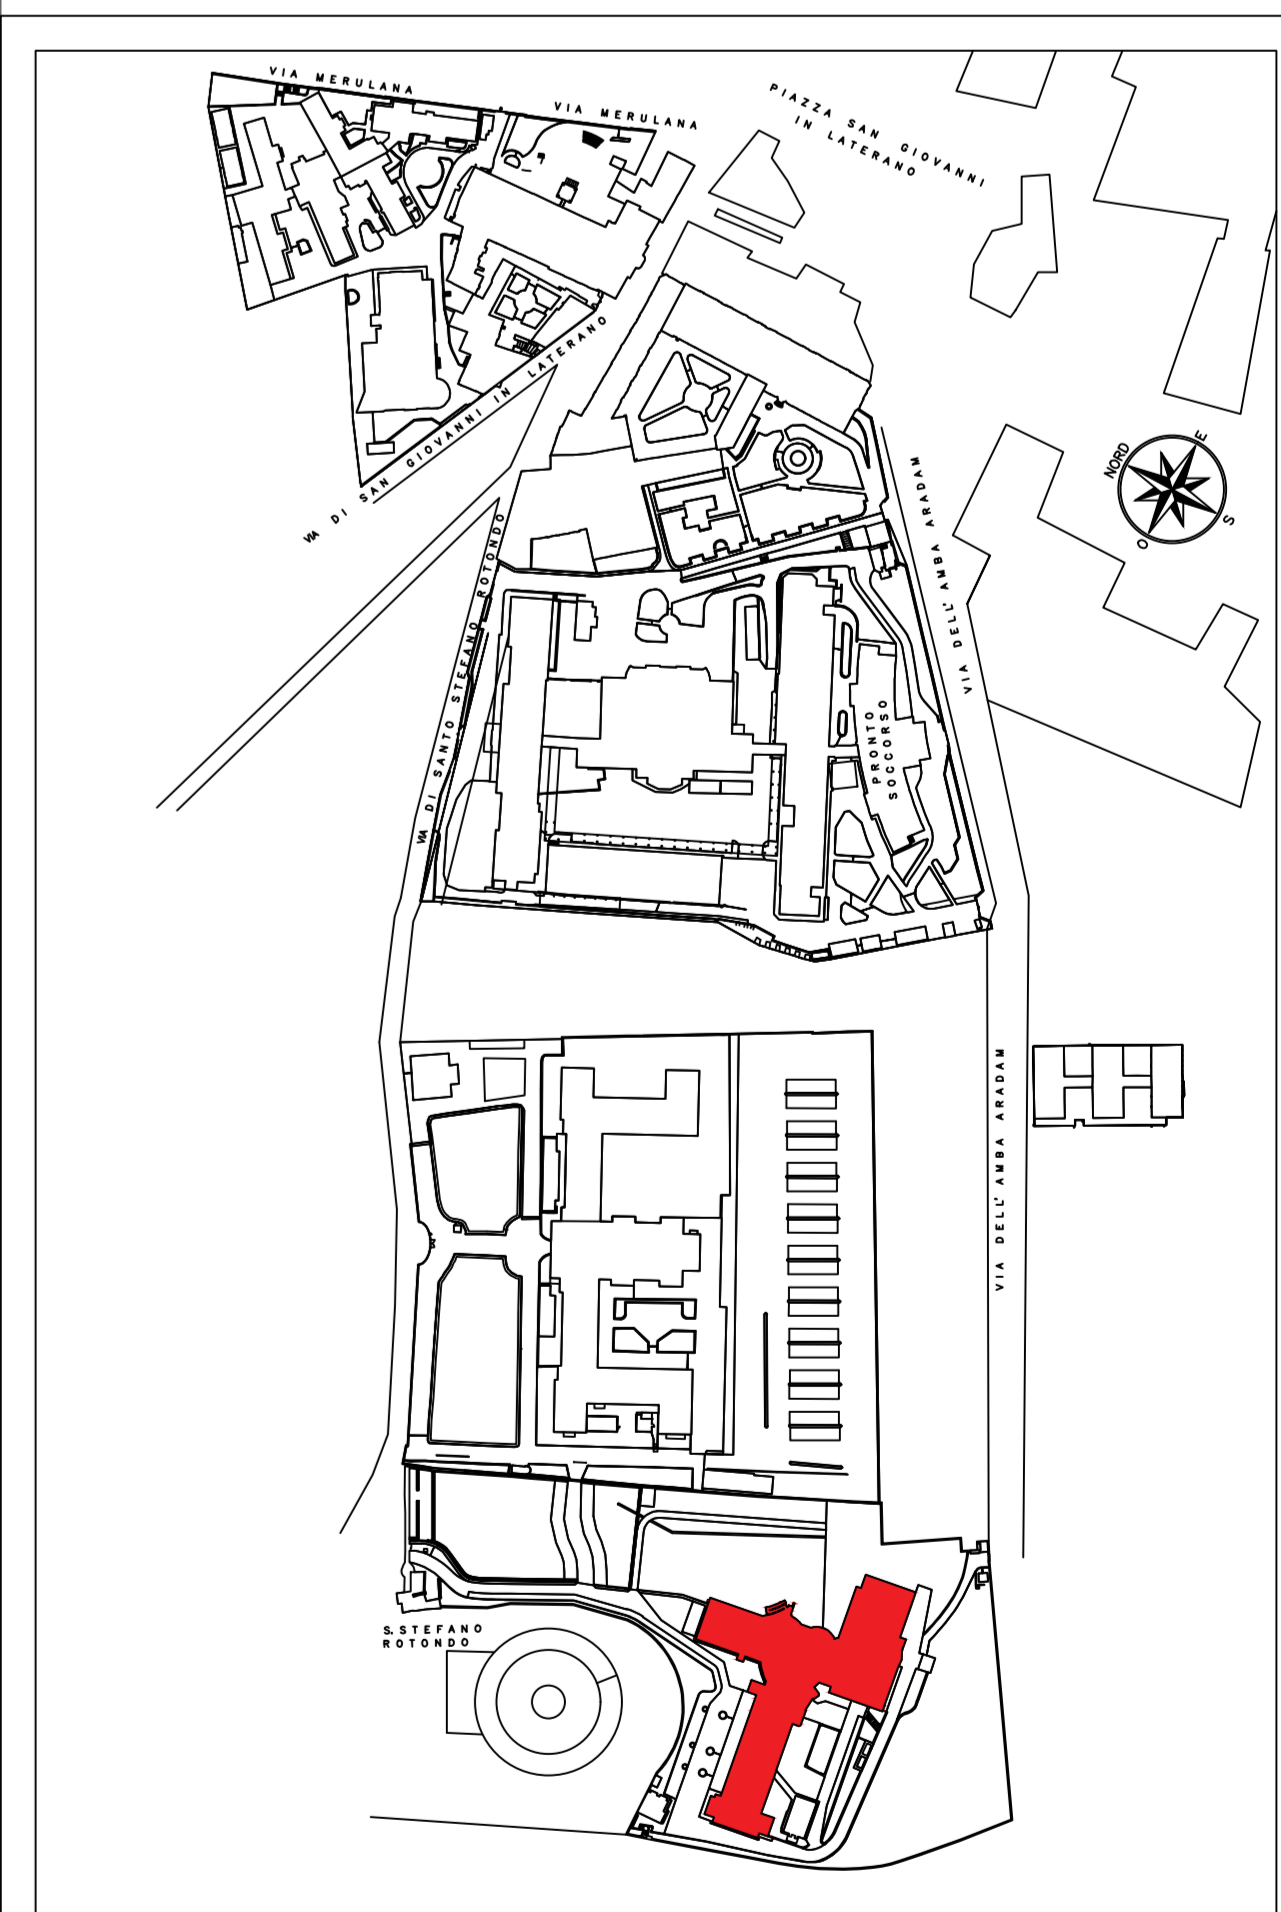 VIA MERULANA
VIA MERULANA
PIAZZA SAN GIOVANNI
IN LATERANO
VIA DI SAN GIOVANNI IN LATERANO
NORD
E
S
O
VIA DELL' AMBA ARADAM
VIA DI SANTO STEFANO ROTONDO
PRONTO
SOCCORSO
VIA DELL' AMBA ARADAM
S. STEFANO
ROTONDO